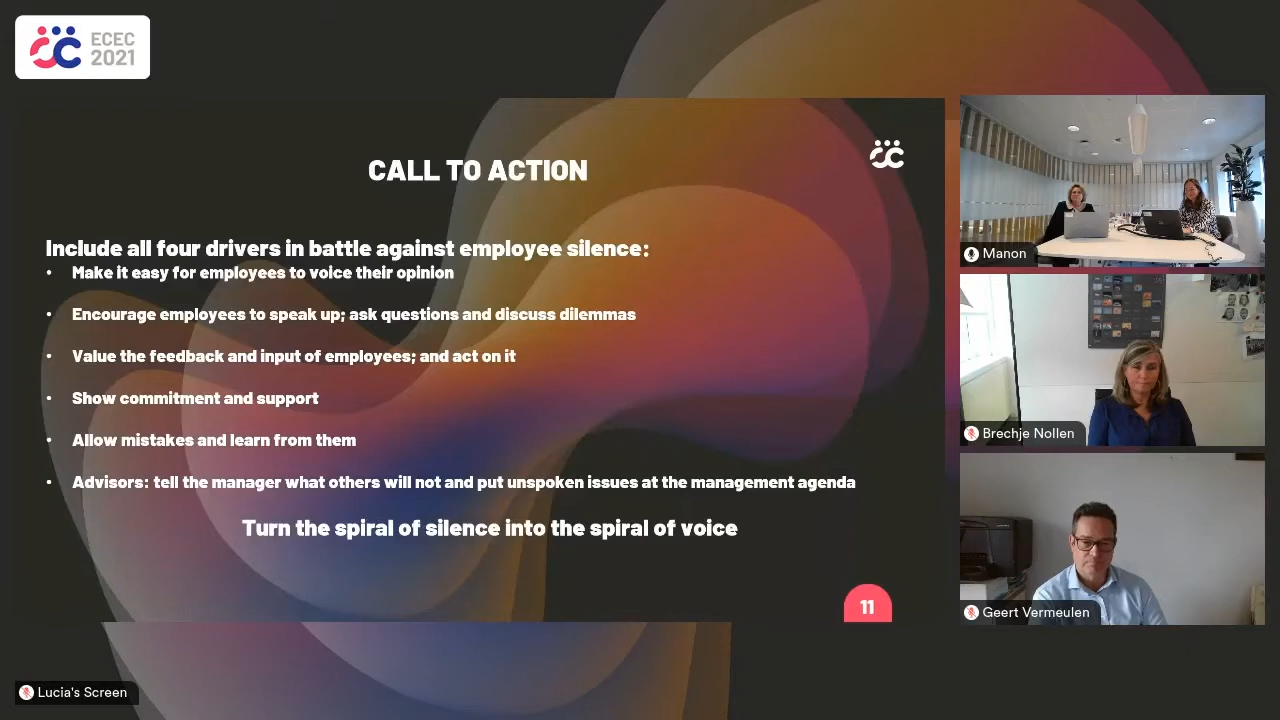 ECEC
2021
CALL TO ACTION
Include all four drivers in battle against employee silence:
• Make it easy for employees to voice their opinion
• Encourage employees to speak up; ask questions and discuss dilemmas
• Value the feedback and input of employees; and act on it
• Show commitment and support
• Allow mistakes and learn from them
• Advisors: tell the manager what others will not and put unspoken issues at the management agenda
Turn the spiral of silence into the spiral of voice
11
Manon
Brechje Nollen
Geert Vermeulen
Lucia's Screen